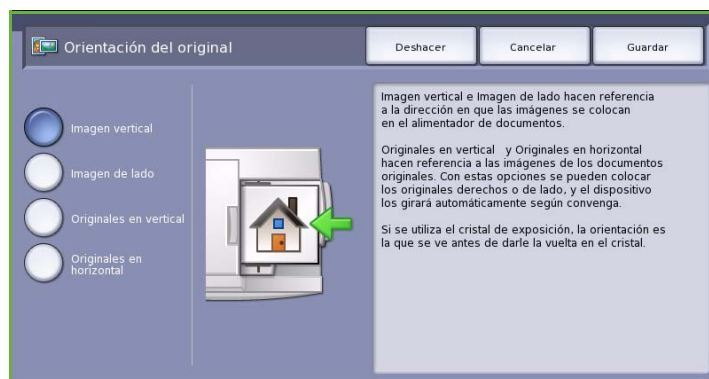 Orientación del original
Deshacer
Cancelar
Guardar
Imagen vertical
Imagen de lado
Originales en vertical
Originales en
horizontal
Imagen vertical e Imagen de lado hacen referencia
a la dirección en que las imágenes se colocan
en el alimentador de documentos.
Originales en vertical y Originales en horizontal
hacen referencia a las imágenes de los documentos
originales. Con estas opciones se pueden colocar
los originales derechos o de lado, y el dispositivo
los girará automáticamente según convenga.
Si se utiliza el cristal de exposición, la orientación es
la que se ve antes de darle la vuelta en el cristal.